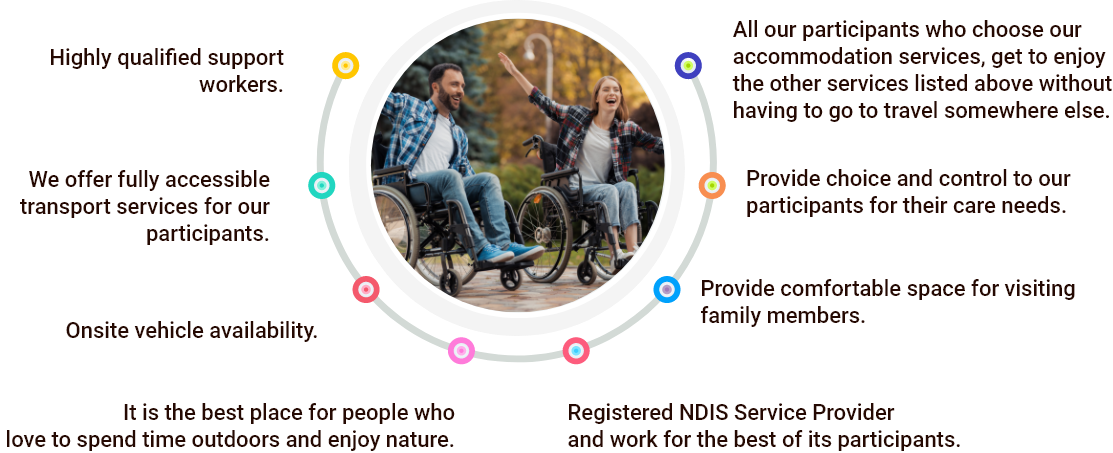 Highly qualified support
workers.
We offer fully accessible
transport services for our
participants.
Onsite vehicle availability.
It is the best place for people who
love to spend time outdoors and enjoy nature.
All our participants who choose our
accommodation services, get to enjoy
the other services listed above without
having to go to travel somewhere else.
Provide choice and control to our
participants for their care needs.
Provide comfortable space for visiting
family members.
Registered NDIS Service Provider
and work for the best of its participants.